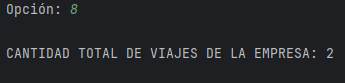 Opción: 8
CANTIDAD TOTAL DE VIAJES DE LA EMPRESA: 2